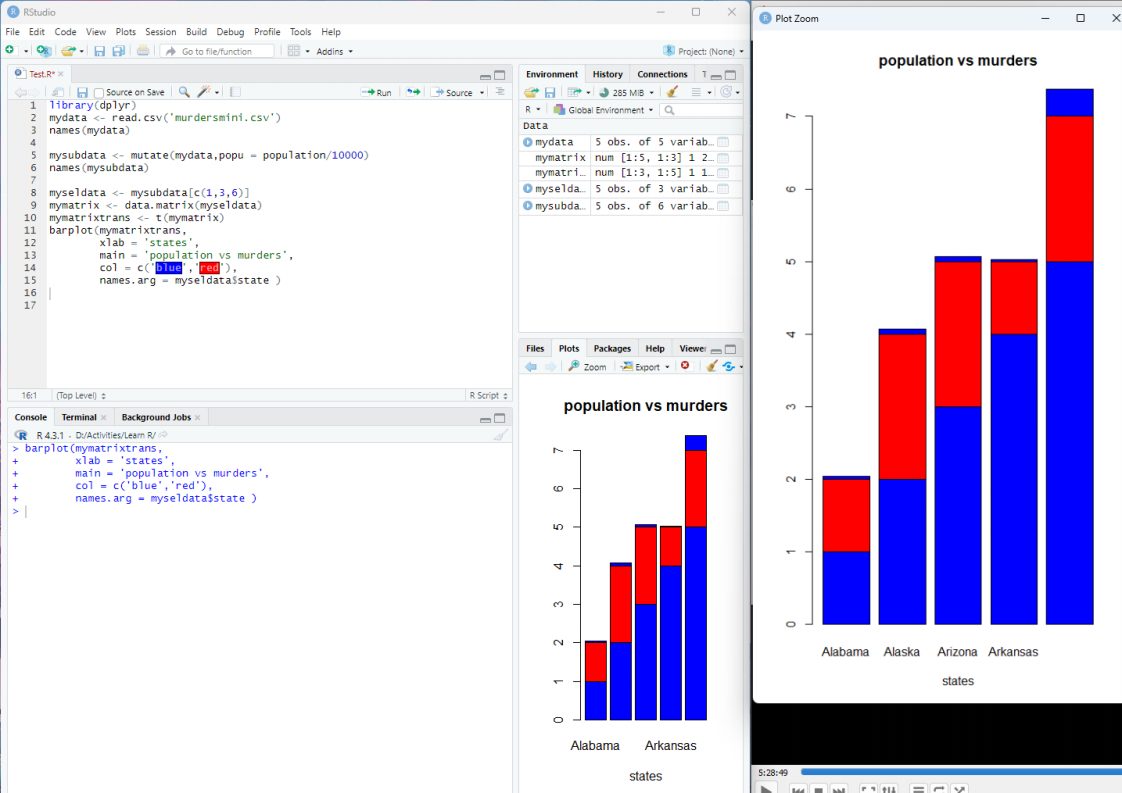 RStudio
File Edit Code View Plots Session Build Debug Profile Tools Help
Go to file/function Addins Project: (None)
Test.R*
Source on Save Run Source
1 library(dplyr)
2 mydata <- read.csv('murdersmini.csv')
3 names(mydata)
4
5 mysubdata <- mutate(mydata,popu = population/10000)
6 names(mysubdata)
7
8 myseldata <- mysubdata[c(1,3,6)]
9 mymatrix <- data.matrix(myseldata)
10 mymatrixtrans <- t(mymatrix)
11 barplot(mymatrixtrans,
12 xlab = 'states',
13 main = 'population vs murders',
14 col = c('blue','red'),
15 names.arg = myseldata$state )
16
17
16:1 (Top Level) R Script
Console Terminal Background Jobs
R 4.3.1 · D:/Activities/Learn R/
> barplot(mymatrixtrans,
+ xlab = 'states',
+ main = 'population vs murders',
+ col = c('blue','red'),
+ names.arg = myseldata$state )
>
Environment History Connections T
285 MiB
R Global Environment
Data
mydata 5 obs. of 5 variab…
mymatrix num [1:5, 1:3] 1 2…
mymatri… num [1:3, 1:5] 1 1…
myselda… 5 obs. of 3 variab…
mysubda… 5 obs. of 6 variab…
Files Plots Packages Help Viewer
Zoom Export
population vs murders
7
6
5
4
3
2
1
0
Alabama Arkansas
states
Plot Zoom
population vs murders
7
6
5
4
3
2
1
0
Alabama Alaska Arizona Arkansas
states
5:28:49